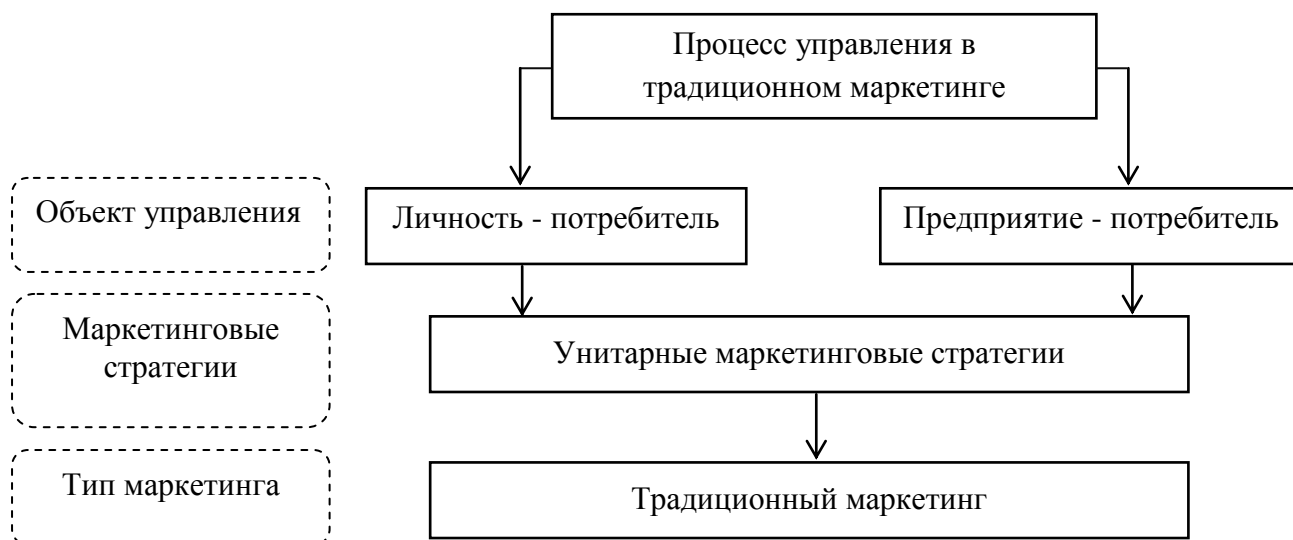 Процесс управления в
традиционном маркетинге
Объект управления
Личность - потребитель
Предприятие - потребитель
Маркетинговые
стратегии
Унитарные маркетинговые стратегии
Тип маркетинга
Традиционный маркетинг